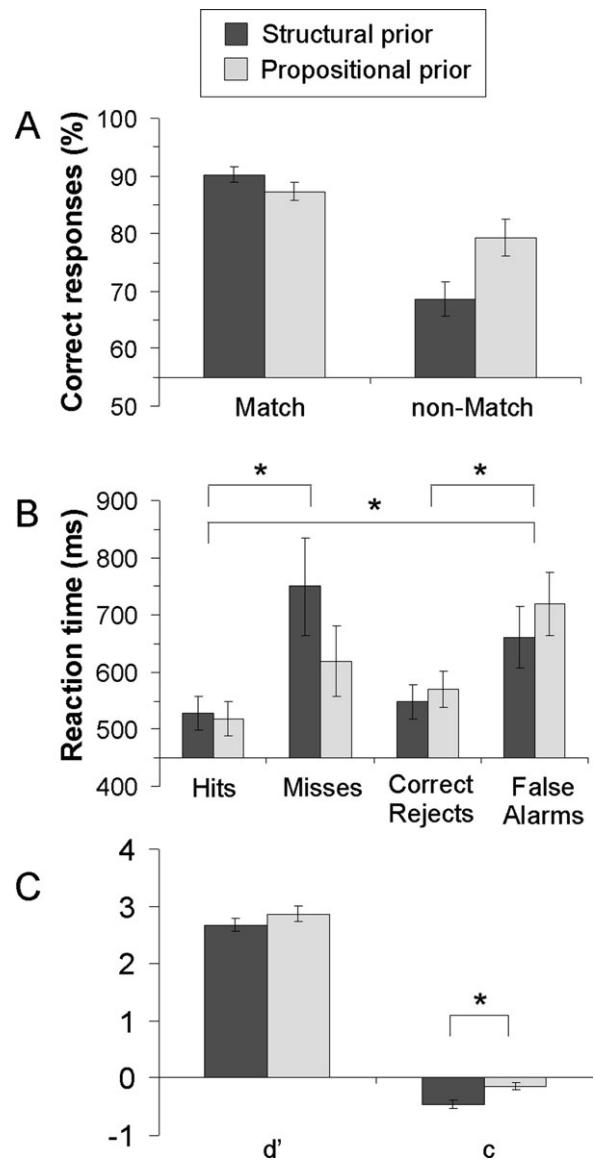 Structural prior
Propositional prior
A
Correct responses (%)
100
90
80
70
60
50
Match
non-Match
B
Reaction time (ms)
900
800
700
600
500
400
*
*
*
Hits
Misses
Correct
Rejects
False
Alarms
C
4
3
2
1
0
-1
*
d'
c